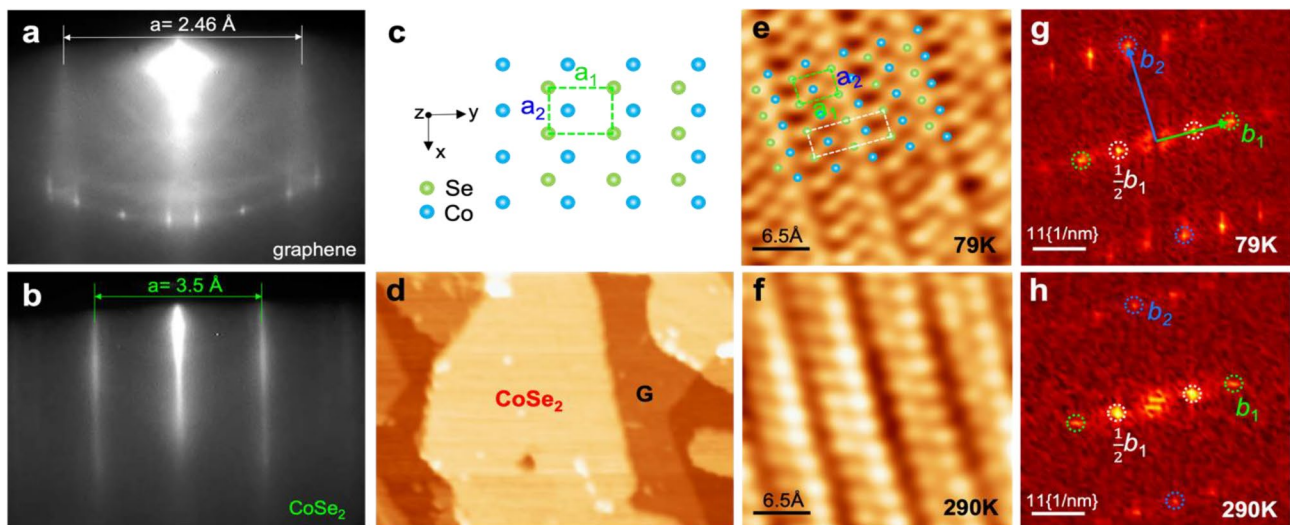 a
a= 2.46 Å
graphene
b
a= 3.5 Å
CoSe₂
c
a₁
a₂
z
y
x
Se
Co
d
CoSe₂
G
e
a₂
a₁
6.5Å
79K
f
6.5Å
290K
g
b₂
b₁
½b₁
11{1/nm}
79K
h
b₂
b₁
½b₁
11{1/nm}
290K